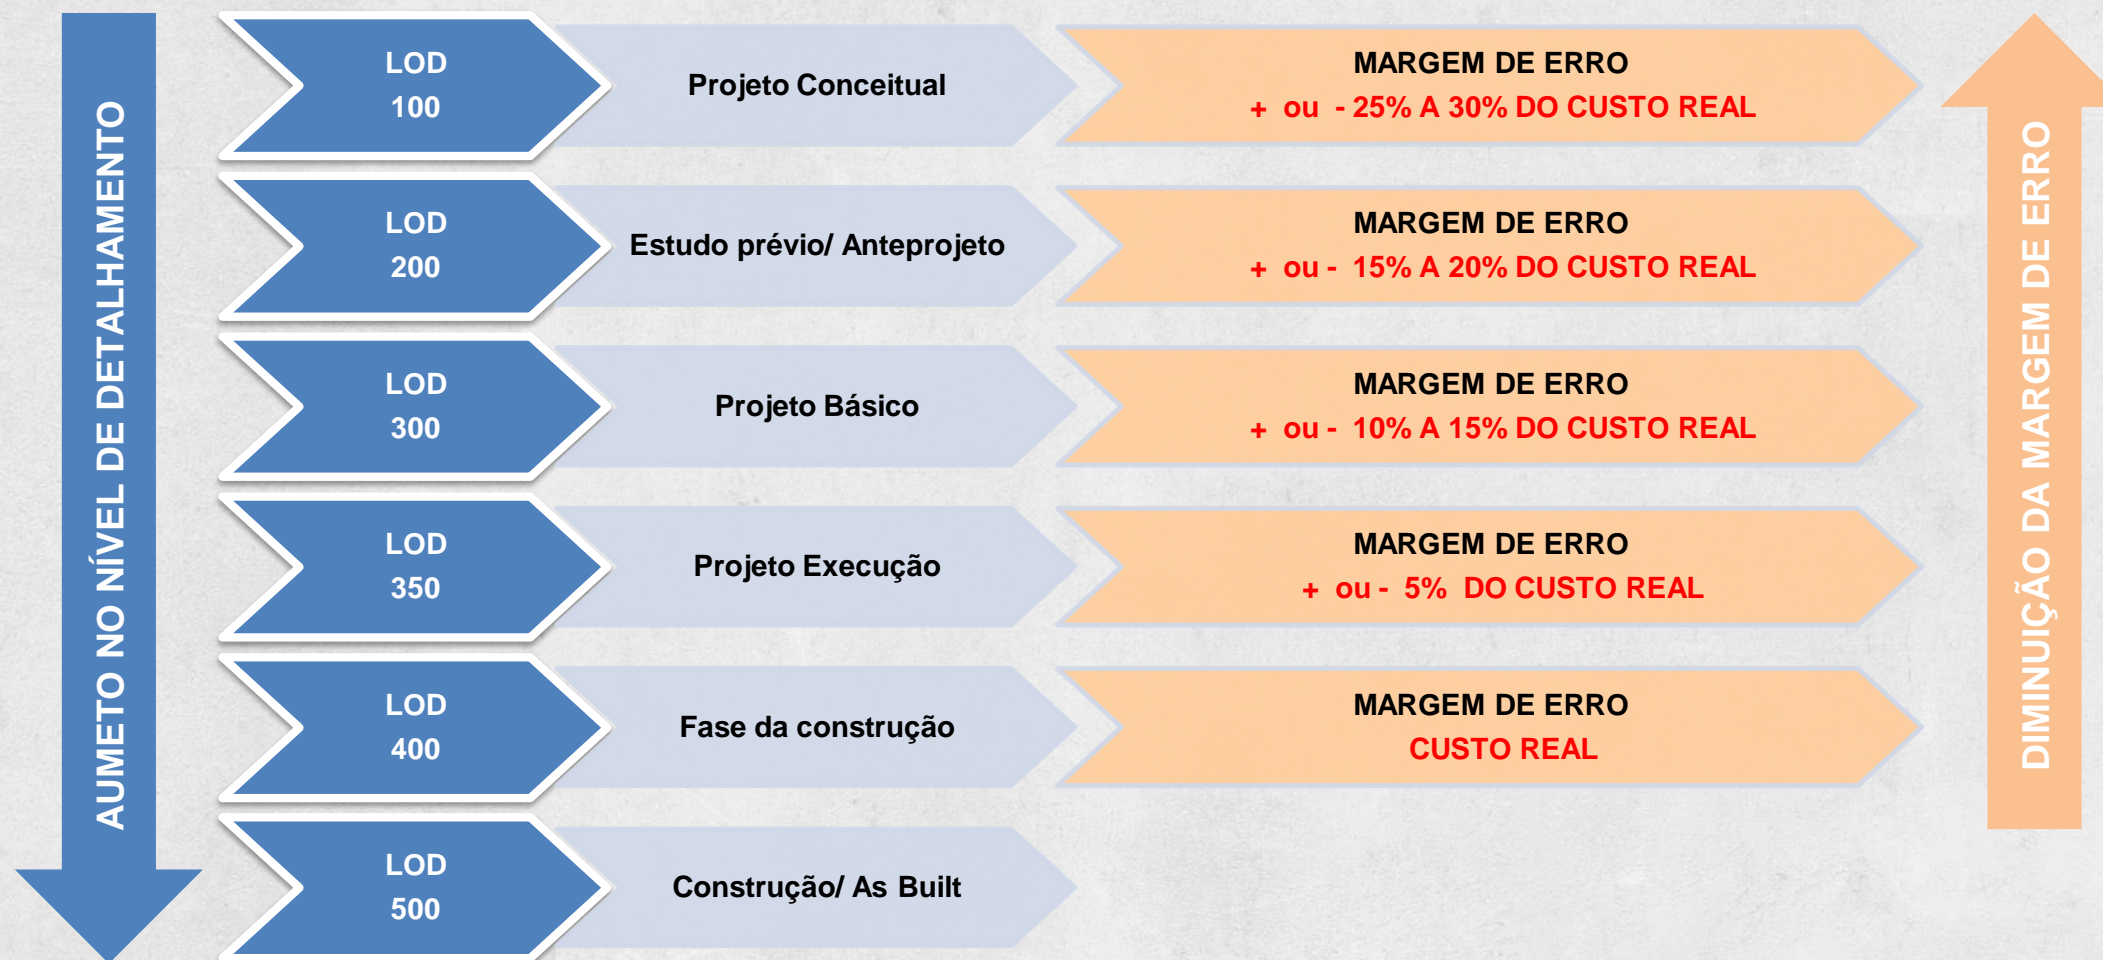 AUMETO NO NÍVEL DE DETALHAMENTO
LOD
100
Projeto Conceitual
MARGEM DE ERRO
+ ou - 25% A 30% DO CUSTO REAL
LOD
200
Estudo prévio/ Anteprojeto
MARGEM DE ERRO
+ ou - 15% A 20% DO CUSTO REAL
LOD
300
Projeto Básico
MARGEM DE ERRO
+ ou - 10% A 15% DO CUSTO REAL
LOD
350
Projeto Execução
MARGEM DE ERRO
+ ou - 5% DO CUSTO REAL
LOD
400
Fase da construção
MARGEM DE ERRO
CUSTO REAL
LOD
500
Construção/ As Built
DIMINUIÇÃO DA MARGEM DE ERRO